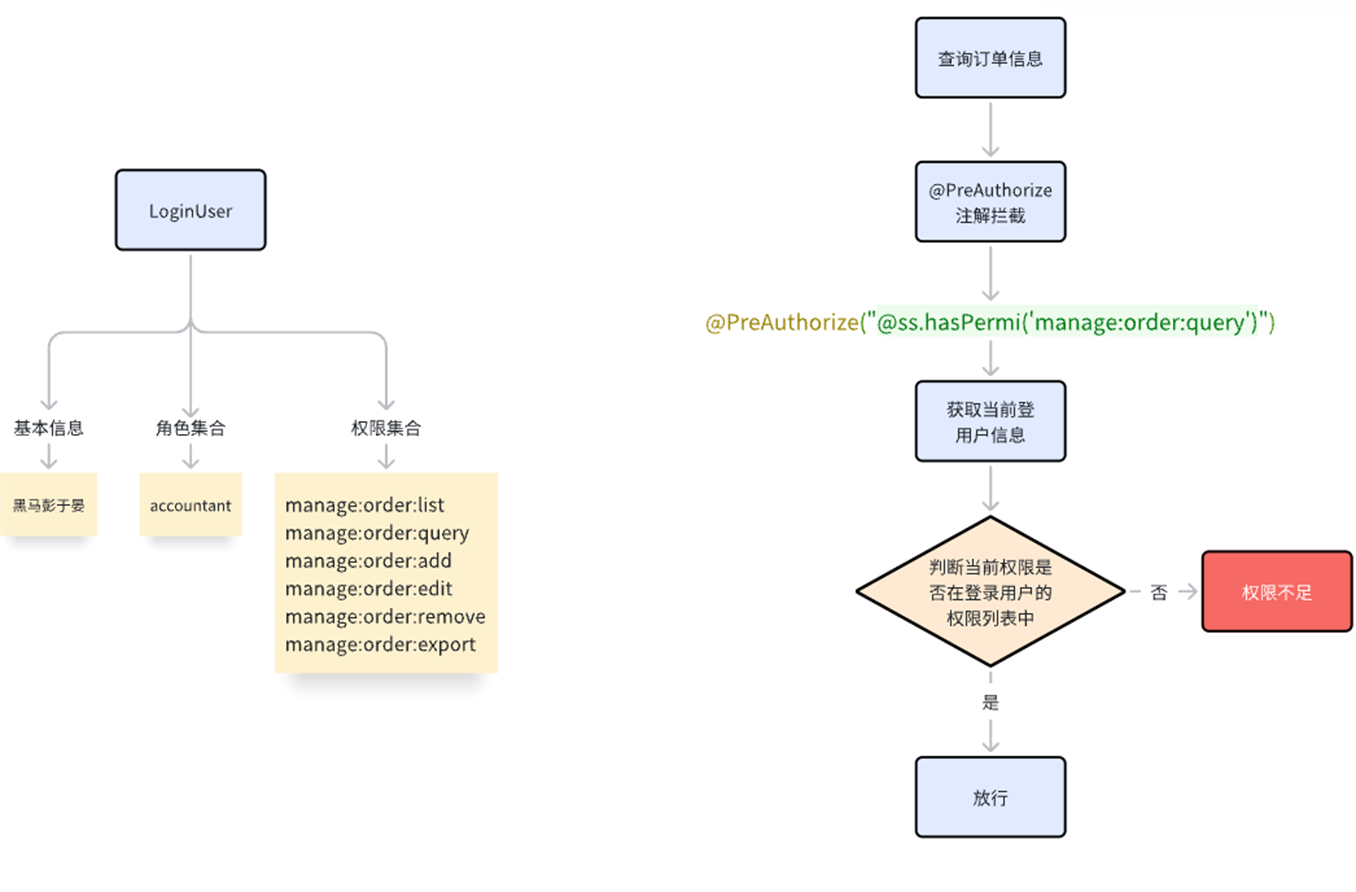 LoginUser
基本信息
角色集合
权限集合
黑马彭于晏
accountant
manage:order:list
manage:order:query
manage:order:add
manage:order:edit
manage:order:remove
manage:order:export
查询订单信息
@PreAuthorize
注解拦截
@PreAuthorize("@ss.hasPermi('manage:order:query')")
获取当前登
用户信息
判断当前权限是
否在登录用户的
权限列表中
否
权限不足
是
放行